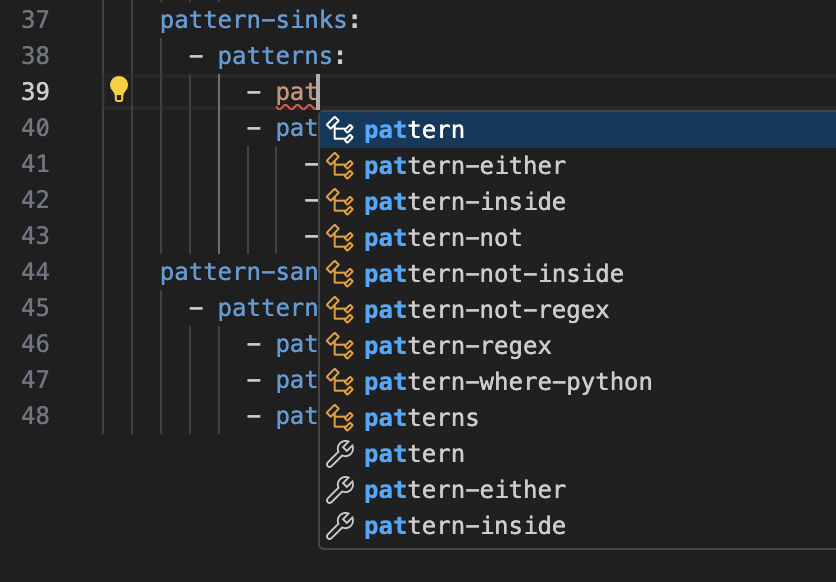 37 pattern-sinks:
38 - patterns:
39 - pat
40 - pat
41 -
42 -
43 -
44 pattern-san
45 - pattern
46 - pat
47 - pat
48 - pat
pattern
pattern-either
pattern-inside
pattern-not
pattern-not-inside
pattern-not-regex
pattern-regex
pattern-where-python
patterns
pattern
pattern-either
pattern-inside